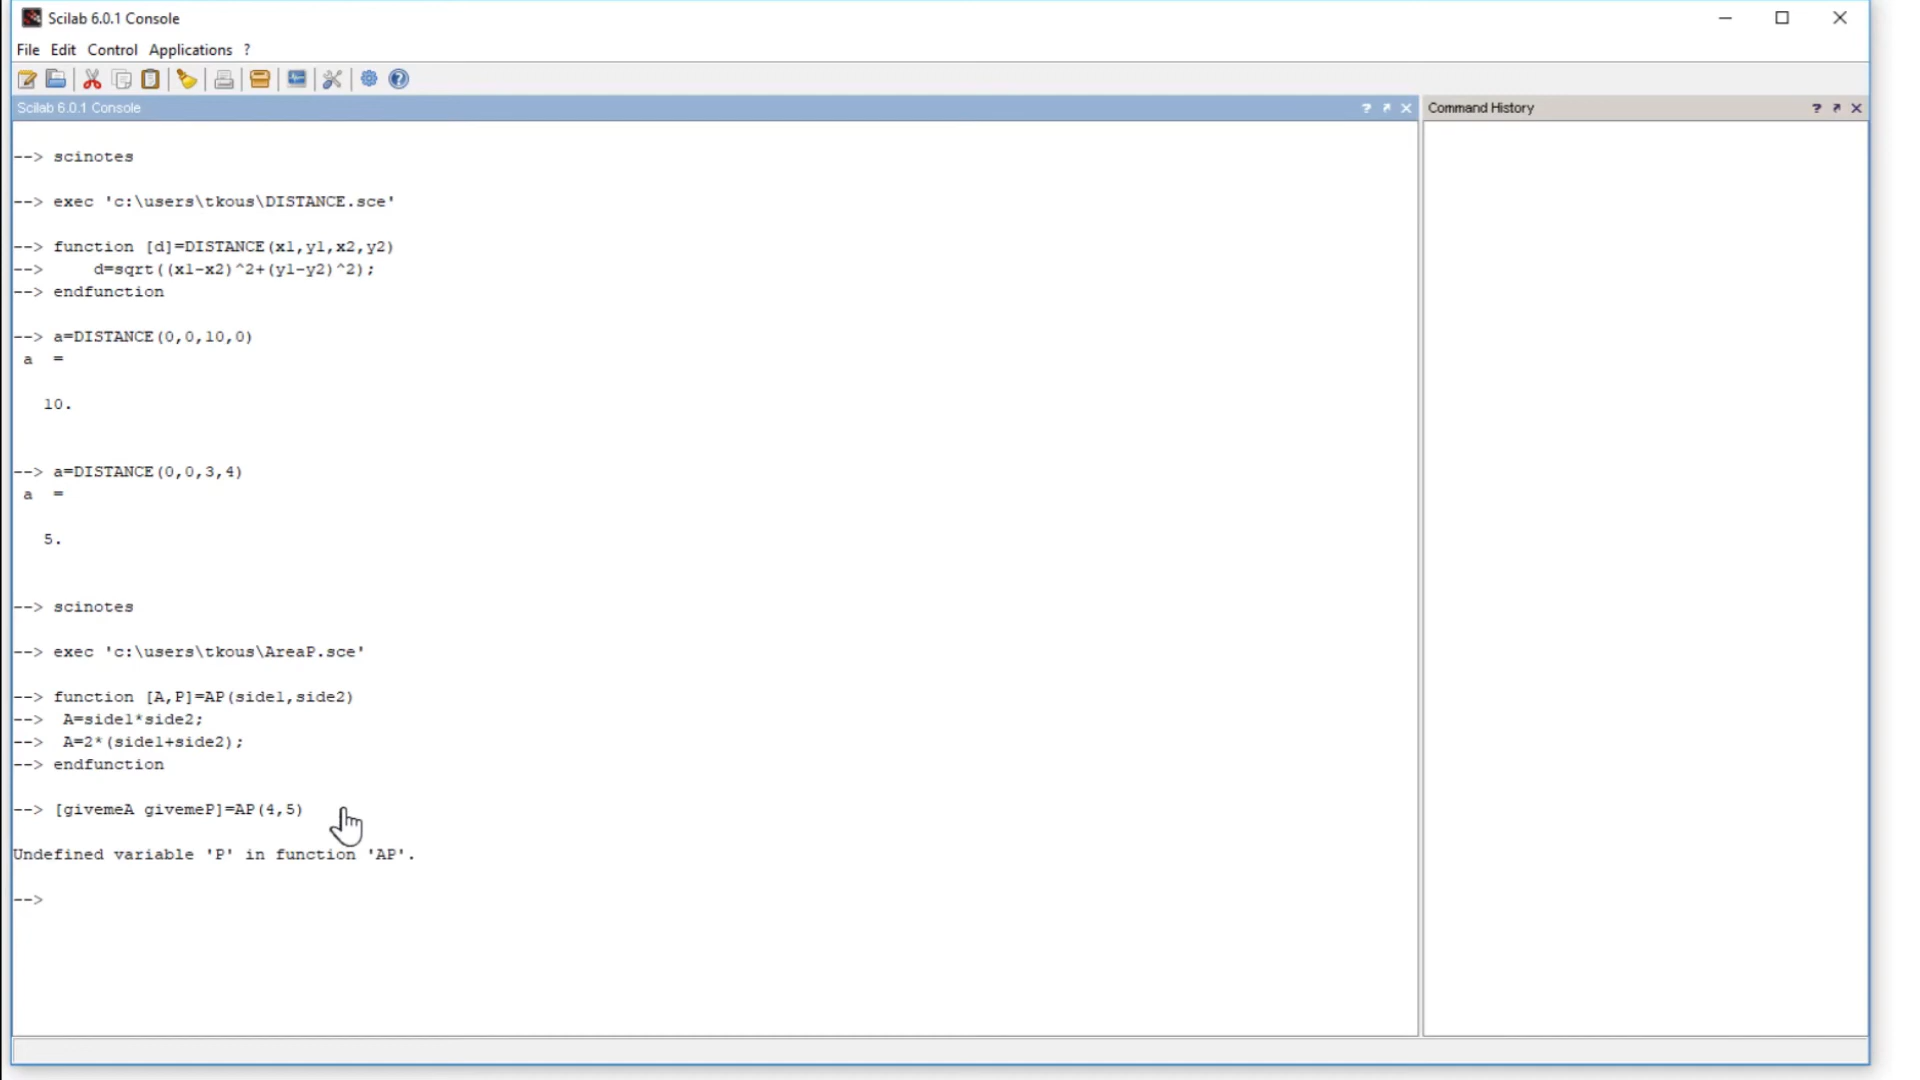 Scilab 6.0.1 Console
File Edit Control Applications ?
Scilab 6.0.1 Console
Command History
--> scinotes
--> exec 'c:\users\tkous\DISTANCE.sce'
--> function [d]=DISTANCE(x1,y1,x2,y2)
--> d=sqrt((x1-x2)^2+(y1-y2)^2);
--> endfunction
--> a=DISTANCE(0,0,10,0)
a =
10.
--> a=DISTANCE(0,0,3,4)
a =
5.
--> scinotes
--> exec 'c:\users\tkous\AreaP.sce'
--> function [A,P]=AP(side1,side2)
--> A=side1*side2;
--> A=2*(side1+side2);
--> endfunction
--> [givemeA givemeP]=AP(4,5)
Undefined variable 'P' in function 'AP'.
-->